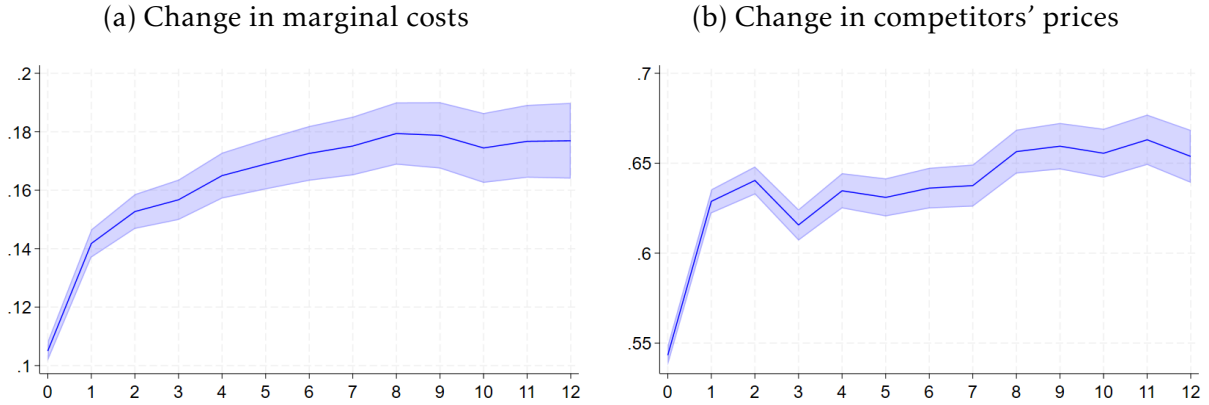 (a) Change in marginal costs
.2
.18
.16
.14
.12
.1
0 1 2 3 4 5 6 7 8 9 10 11 12
(b) Change in competitors’ prices
.7
.65
.6
.55
0 1 2 3 4 5 6 7 8 9 10 11 12